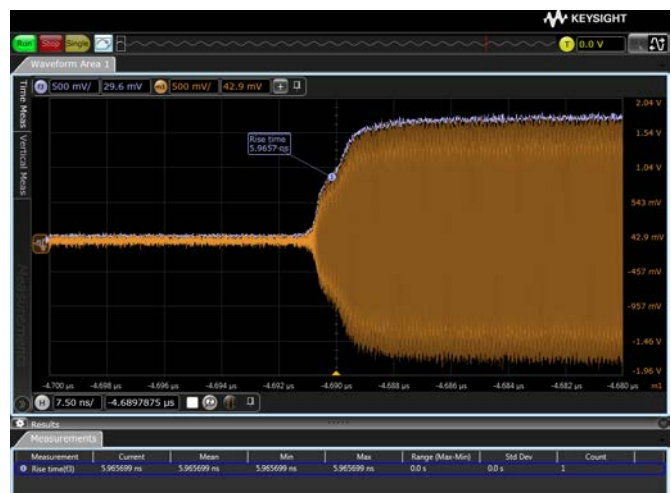 KEYSIGHT
Run Stop Single T 0.0 V
Waveform Area 1
f3 500 mV/ 29.6 mV m1 500 mV/ 42.9 mV +
Time Meas
Vertical Meas
Measurements
Rise time
5.9657 ns
2.04 V
1.54 V
1.04 V
543 mV
42.9 mV
-457 mV
-957 mV
-1.46 V
-1.96 V
-4.700 µs -4.698 µs -4.696 µs -4.694 µs -4.692 µs -4.690 µs -4.688 µs -4.686 µs -4.684 µs -4.682 µs -4.680 µs m1
H 7.50 ns/ -4.6897875 µs
Results
Measurements
Measurement Current Mean Min Max Range (Max-Min) Std Dev Count
Rise time(f3) 5.965699 ns 5.965699 ns 5.965699 ns 5.965699 ns 0.0 s 0.0 s 1